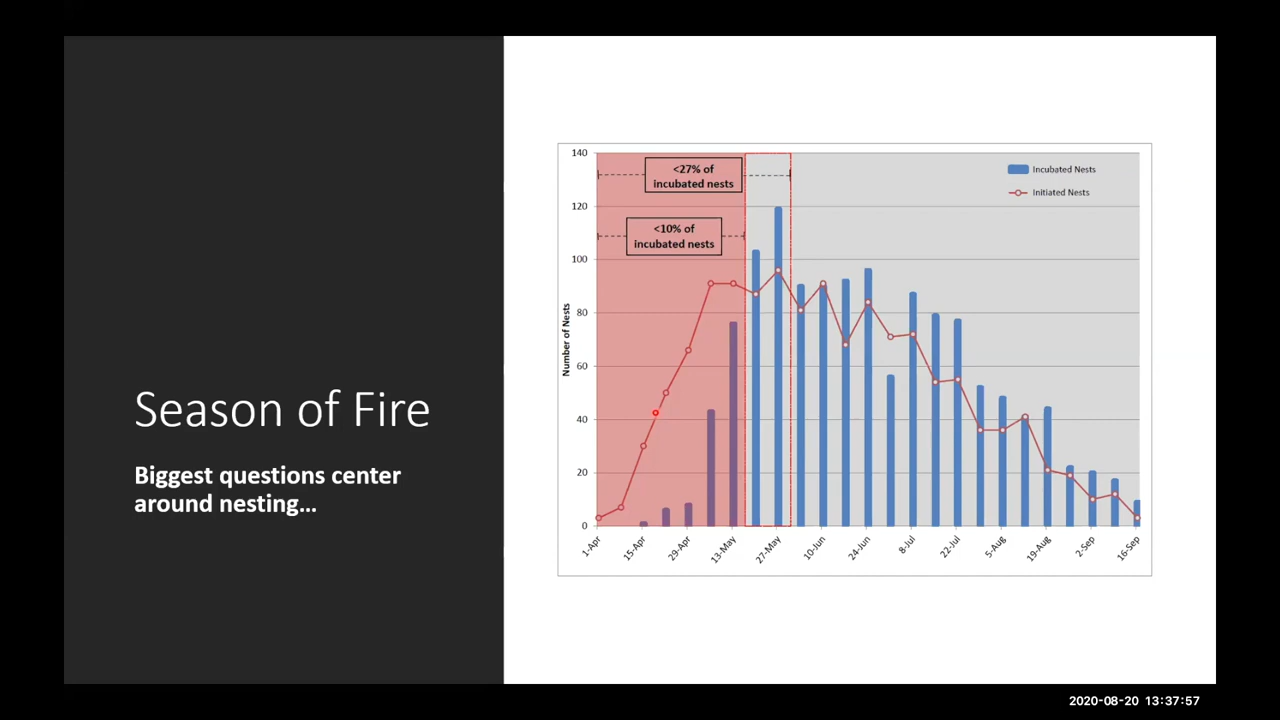 Season of Fire
Biggest questions center
around nesting...
140
120
100
80
60
40
20
0
Number of Nests
<27% of
incubated nests
<10% of
incubated nests
Incubated Nests
Initiated Nests
1-Apr
15-Apr
29-Apr
13-May
27-May
10-Jun
24-Jun
8-Jul
22-Jul
5-Aug
19-Aug
2-Sep
16-Sep
2020-08-20 13:37:57